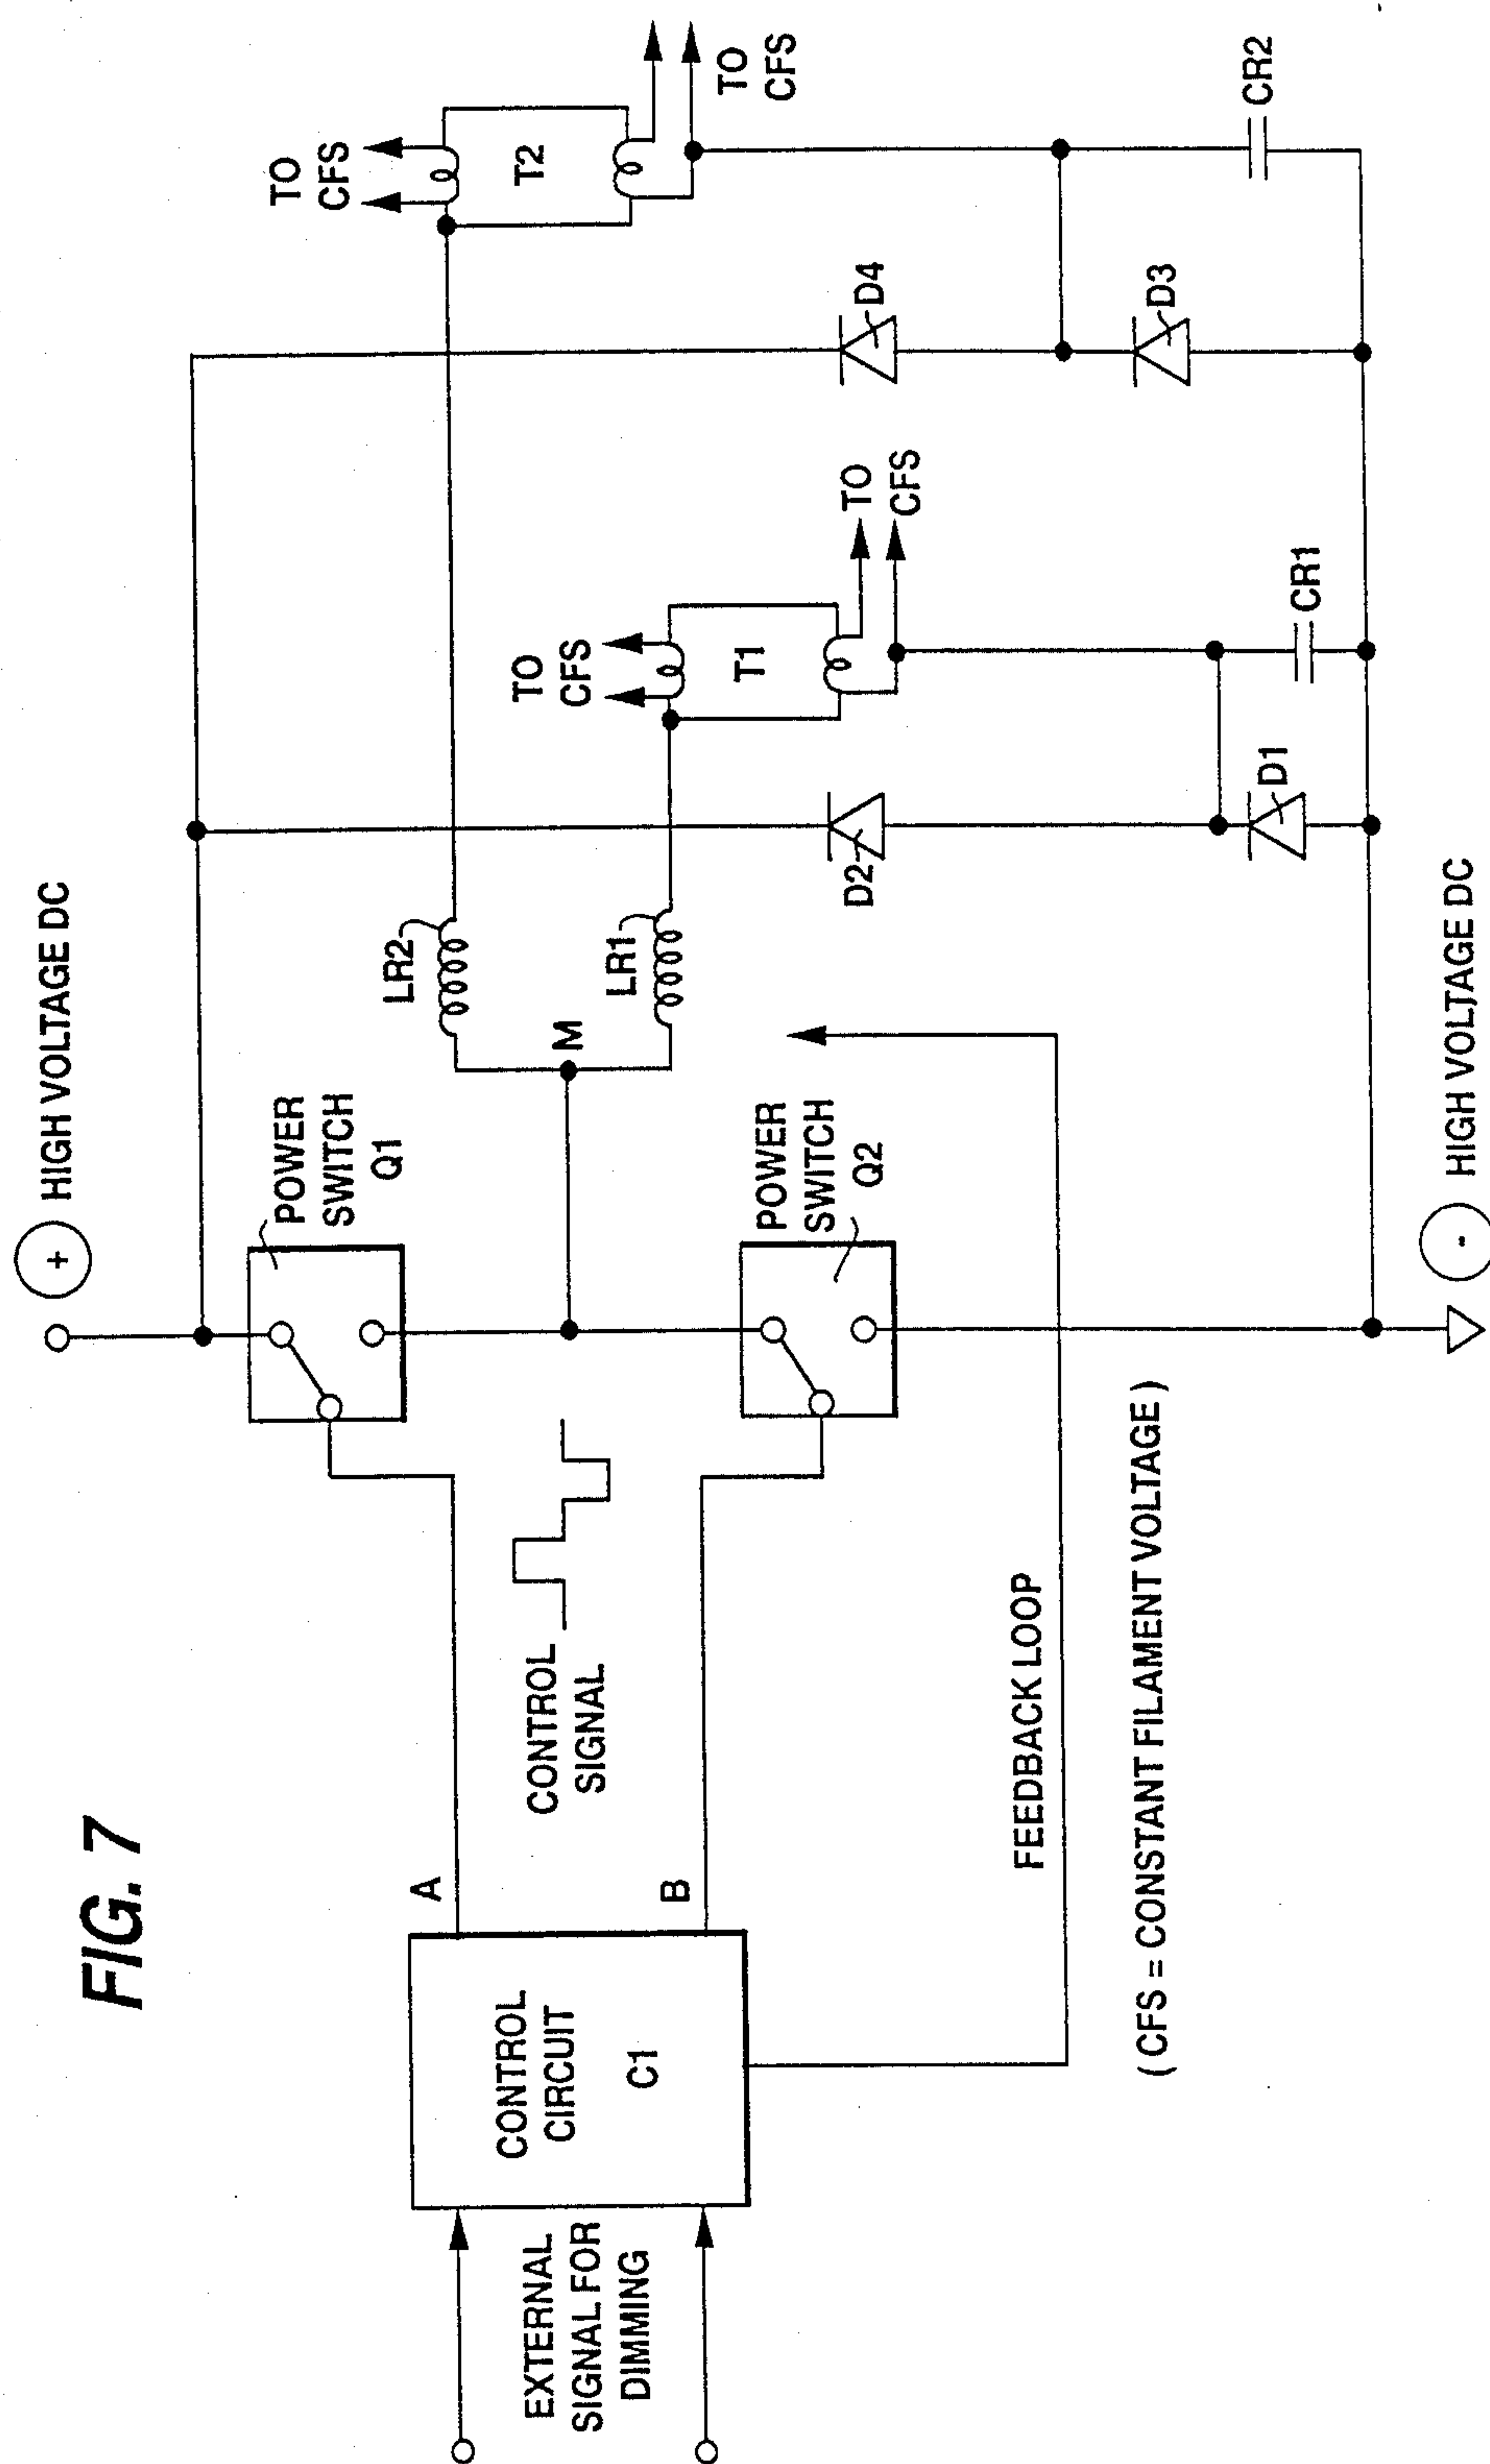 FIG. 7
+ HIGH VOLTAGE DC
POWER
SWITCH
Q1
LR2
M
LR1
TO
CFS
T2
TO
CFS
TO
CFS
T1
TO
CFS
A
CONTROL
CIRCUIT
C1
B
EXTERNAL
SIGNAL FOR
DIMMING
CONTROL
SIGNAL
POWER
SWITCH
Q2
D2
D4
D1
CR1
D3
CR2
FEEDBACK LOOP
(CFS = CONSTANT FILAMENT VOLTAGE)
- HIGH VOLTAGE DC